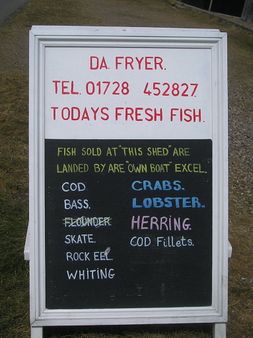 DA. FRYER.
TEL. 01728 452827.
TODAYS FRESH FISH.
FISH SOLD AT "THIS SHED" ARE
LANDED BY ARE "OWN BOAT" EXCEL.
COD.
BASS.
FLOUNDER.
SKATE.
ROCK EEL.
WHITING
CRABS.
LOBSTER.
HERRING.
COD Fillets.